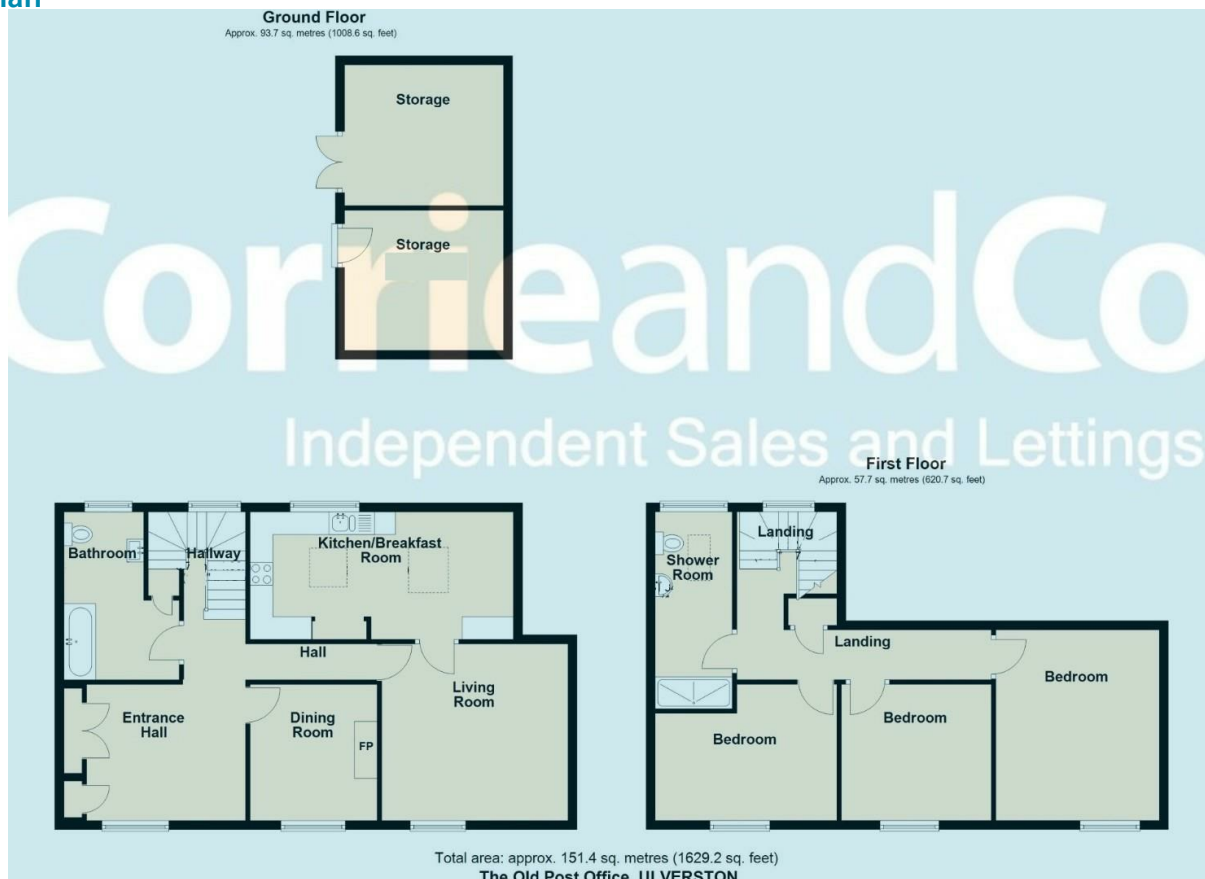 Ground Floor
Approx. 93.7 sq. metres (1008.6 sq. feet)
Storage
Storage
CorrieandCo
Independent Sales and Lettings
First Floor
Approx. 57.7 sq. metres (620.7 sq. feet)
Bathroom
Hallway
Kitchen/Breakfast
Room
Hall
Living
Room
Entrance
Hall
Dining
Room
FP
Landing
Shower
Room
Landing
Bedroom
Bedroom
Bedroom
Total area: approx. 151.4 sq. metres (1629.2 sq. feet)
The Old Post Office, ULVERSTON